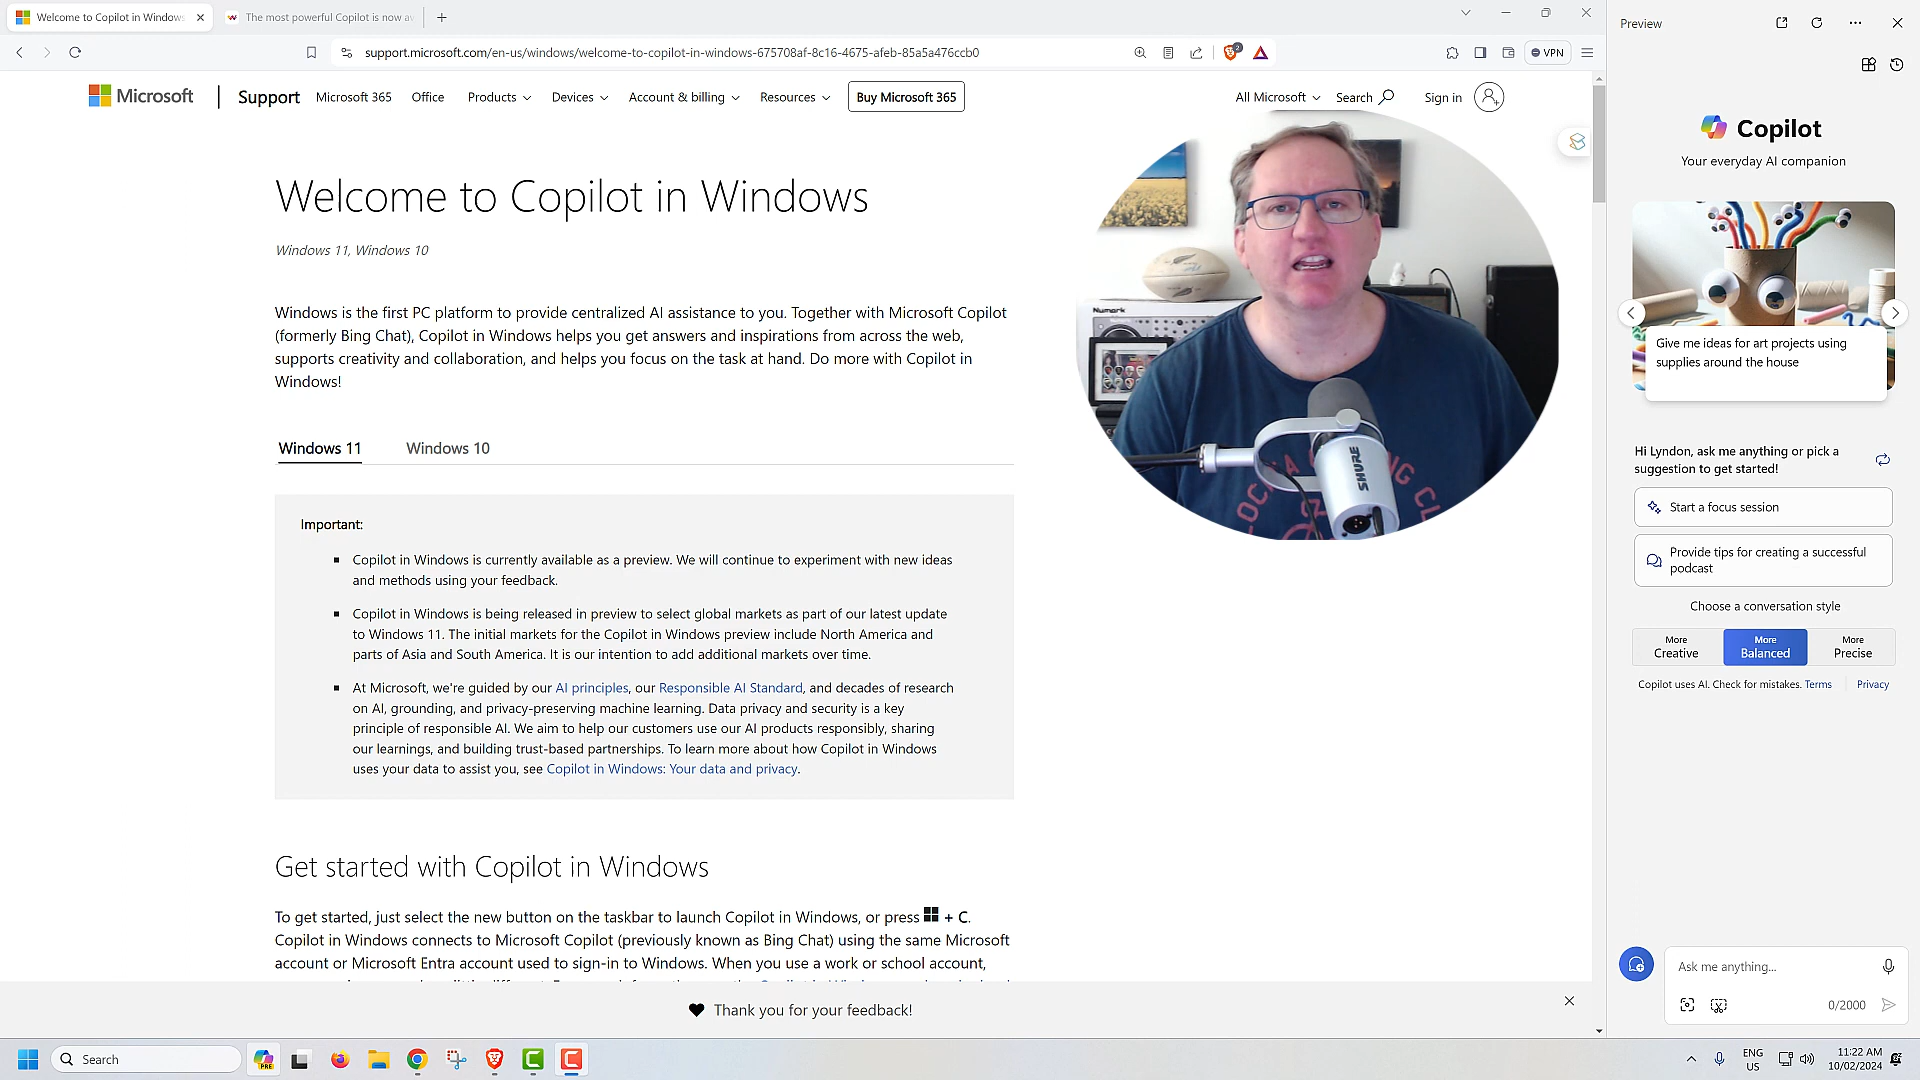 Welcome to Copilot in Windows
The most powerful Copilot is now av
support.microsoft.com/en-us/windows/welcome-to-copilot-in-windows-675708af-8c16-4675-afeb-85a5a476ccb0
2
VPN
Microsoft
Support
Microsoft 365
Office
Products
Devices
Account & billing
Resources
Buy Microsoft 365
All Microsoft
Search
Sign in
Welcome to Copilot in Windows
Windows 11, Windows 10
Windows is the first PC platform to provide centralized AI assistance to you. Together with Microsoft Copilot
(formerly Bing Chat), Copilot in Windows helps you get answers and inspirations from across the web,
supports creativity and collaboration, and helps you focus on the task at hand. Do more with Copilot in
Windows!
Windows 11
Windows 10
Important:
Copilot in Windows is currently available as a preview. We will continue to experiment with new ideas
and methods using your feedback.
Copilot in Windows is being released in preview to select global markets as part of our latest update
to Windows 11. The initial markets for the Copilot in Windows preview include North America and
parts of Asia and South America. It is our intention to add additional markets over time.
At Microsoft, we're guided by our AI principles, our Responsible AI Standard, and decades of research
on AI, grounding, and privacy-preserving machine learning. Data privacy and security is a key
principle of responsible AI. We aim to help our customers use our AI products responsibly, sharing
our learnings, and building trust-based partnerships. To learn more about how Copilot in Windows
uses your data to assist you, see Copilot in Windows: Your data and privacy.
Get started with Copilot in Windows
To get started, just select the new button on the taskbar to launch Copilot in Windows, or press + C.
Copilot in Windows connects to Microsoft Copilot (previously known as Bing Chat) using the same Microsoft
account or Microsoft Entra account used to sign-in to Windows. When you use a work or school account,
Thank you for your feedback!
Numark
SHURE
Preview
Copilot
Your everyday AI companion
Give me ideas for art projects using
supplies around the house
Hi Lyndon, ask me anything or pick a
suggestion to get started!
Start a focus session
Provide tips for creating a successful
podcast
Choose a conversation style
More
Creative
More
Balanced
More
Precise
Copilot uses AI. Check for mistakes. Terms
Privacy
Ask me anything...
0/2000
Search
PRE
ENG
US
11:22 AM
10/02/2024